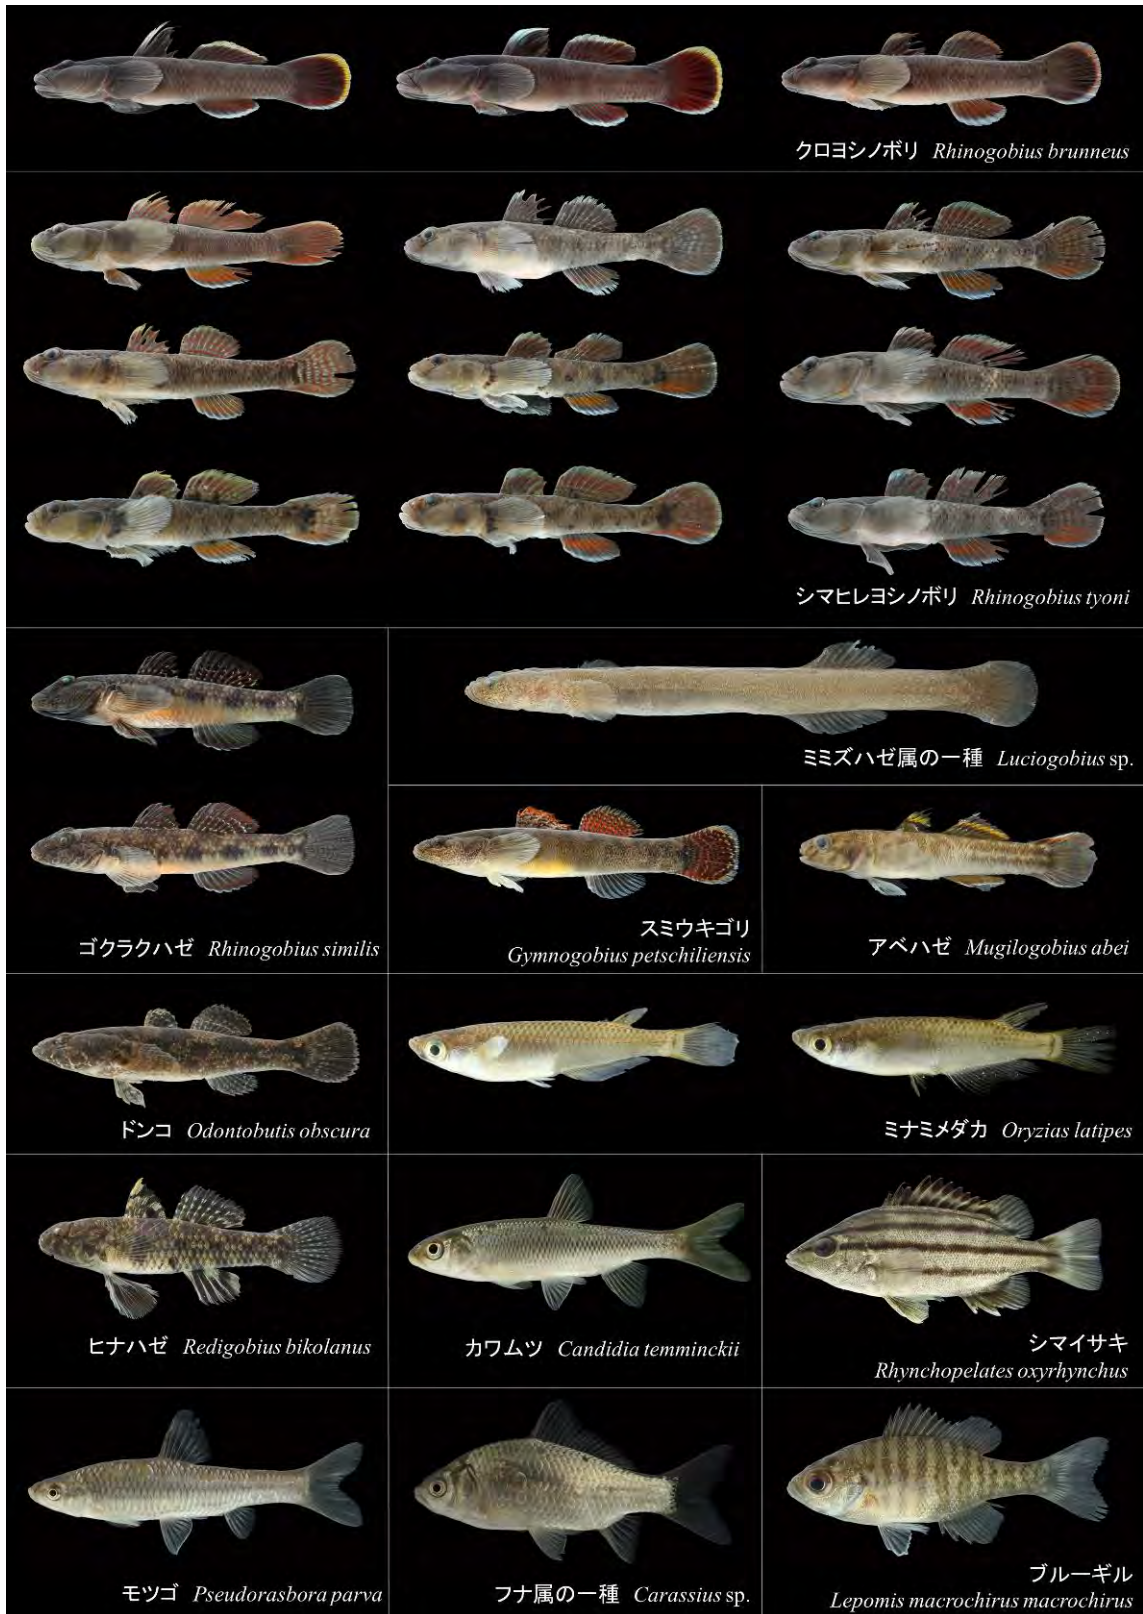 クロヨシノボリ Rhinogobius brunneus
シマヒレヨシノボリ Rhinogobius tyoni
ミミズハゼ属の一種 Luciogobius sp.
ゴクラクハゼ Rhinogobius similis
スミウキゴリ
Gymnogobius petschiliensis
アベハゼ Mugilogobius abei
ドンコ Odontobutis obscura
ミナミメダカ Oryzias latipes
ヒナハゼ Redigobius bikolanus
カワムツ Candidia temminckii
シマイサキ
Rhynchopelates oxyrhynchus
モツゴ Pseudorasbora parva
フナ属の一種 Carassius sp.
ブルーギル
Lepomis macrochirus macrochirus